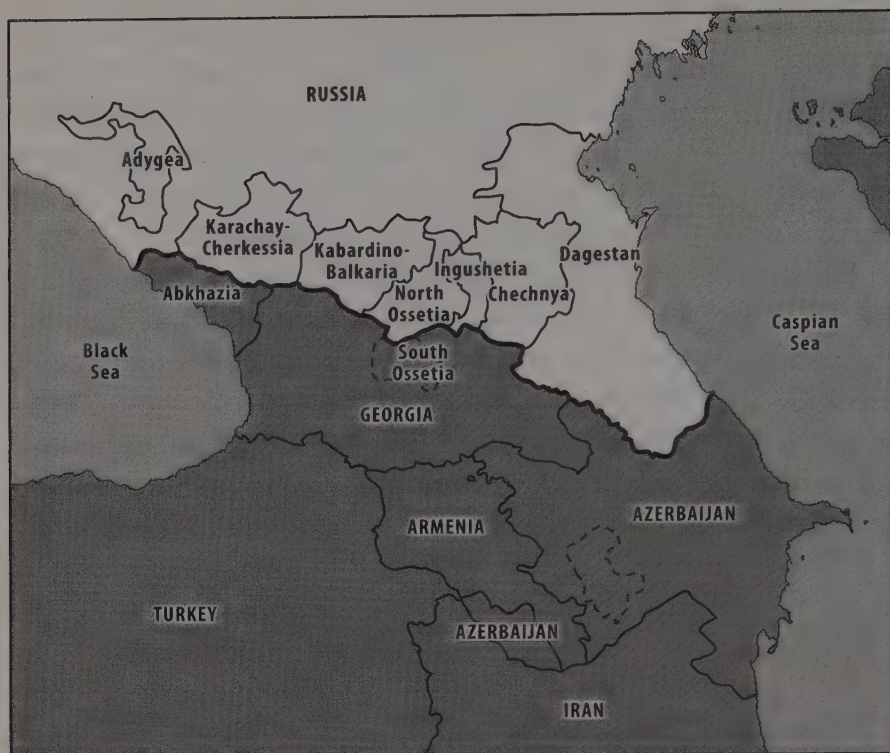 RUSSIA
Adygea
Karachay-
Cherkessia
Kabardino-
Balkaria
Ingushetia
Dagestan
North
Ossetia
Chechnya
Abkhazia
Caspian
Sea
Black
Sea
South
Ossetia
GEORGIA
ARMENIA
AZERBAIJAN
TURKEY
AZERBAIJAN
IRAN